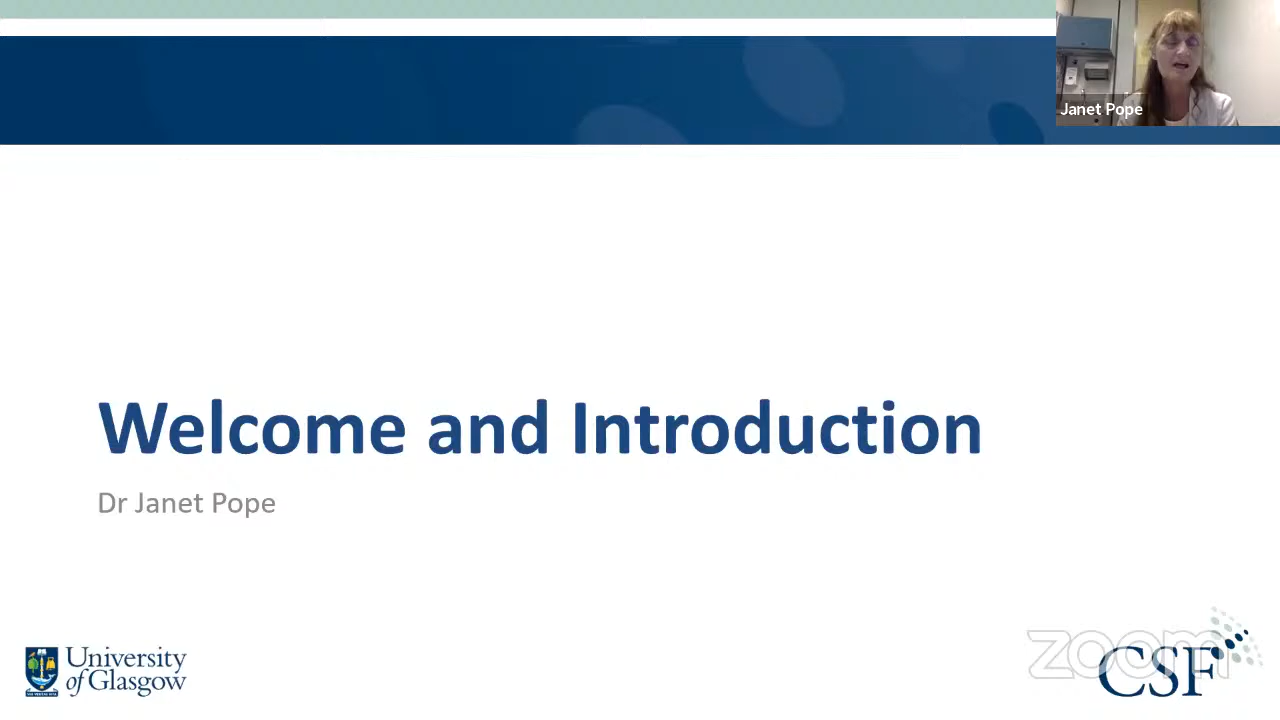 Janet Pope
Welcome and Introduction
Dr Janet Pope
University
of Glasgow
zoom
CSF